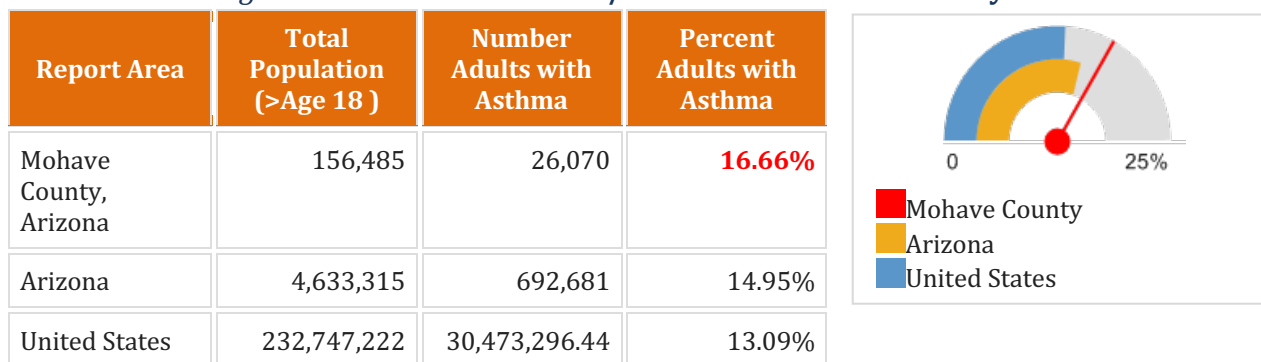 Report Area
Total
Population
(>Age 18 )
Number
Adults with
Asthma
Percent
Adults with
Asthma
Mohave
County,
Arizona
156,485
26,070
16.66%
Arizona
4,633,315
692,681
14.95%
United States
232,747,222
30,473,296.44
13.09%
0
25%
Mohave County
Arizona
United States